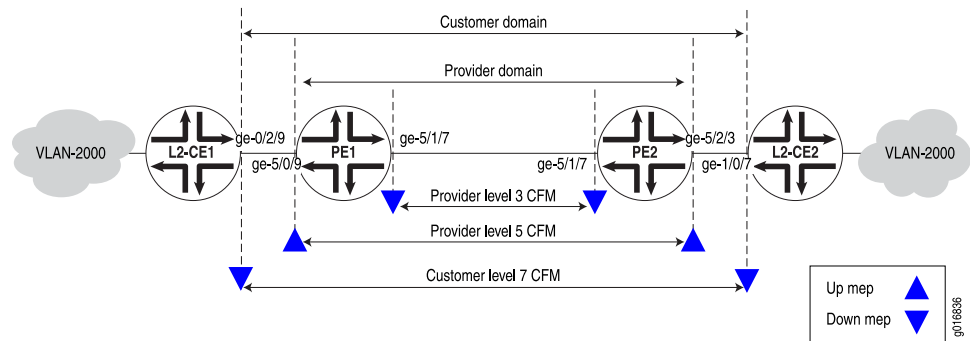 Customer domain
Provider domain
ge-0/2/9
ge-5/1/7
ge-5/2/3
VLAN-2000
L2-CE1
PE1
PE2
L2-CE2
VLAN-2000
ge-5/0/9
ge-5/1/7
ge-1/0/7
Provider level 3 CFM
Provider level 5 CFM
Customer level 7 CFM
Up mep
Down mep
g016836